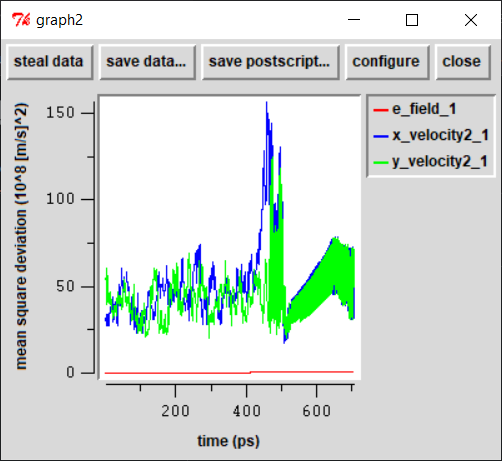 graph2
steal data save data... save postscript... configure close
mean square deviation (10^8 [m/s]^2)
150
100
50
0
200 400 600
time (ps)
e_field_1
x_velocity2_1
y_velocity2_1